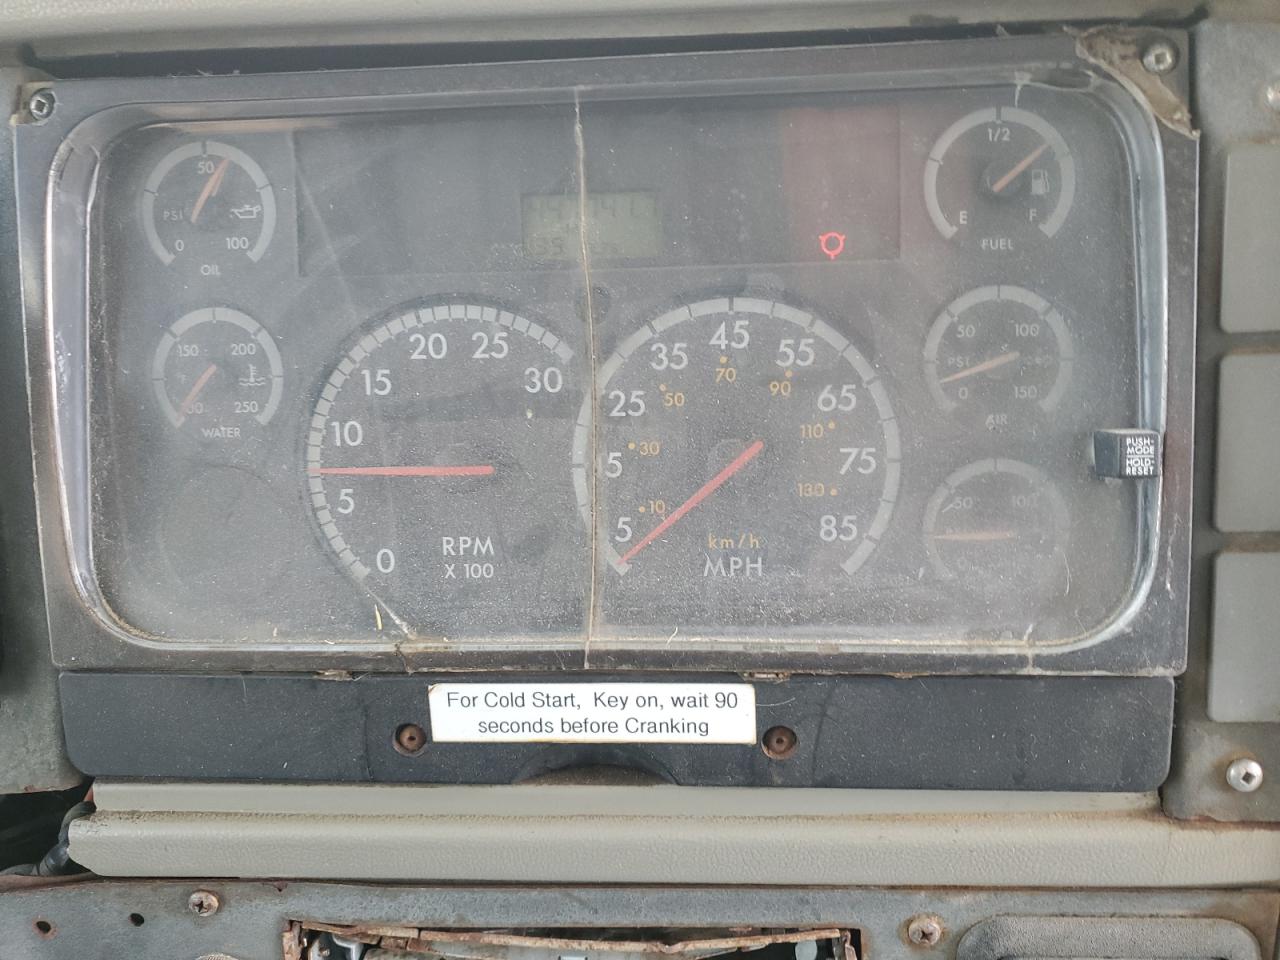 50
PSI
0
100
OIL
150
200
250
WATER
0
5
10
15
20
25
30
RPM
X 100
5
25
35
45
55
65
75
85
10
30
50
70
90
110
130
km/h
MPH
1/2
E
F
FUEL
50
100
PSI
0
150
AIR
50
100
PUSH-
MODE
HOLD-
RESET
For Cold Start, Key on, wait 90
seconds before Cranking